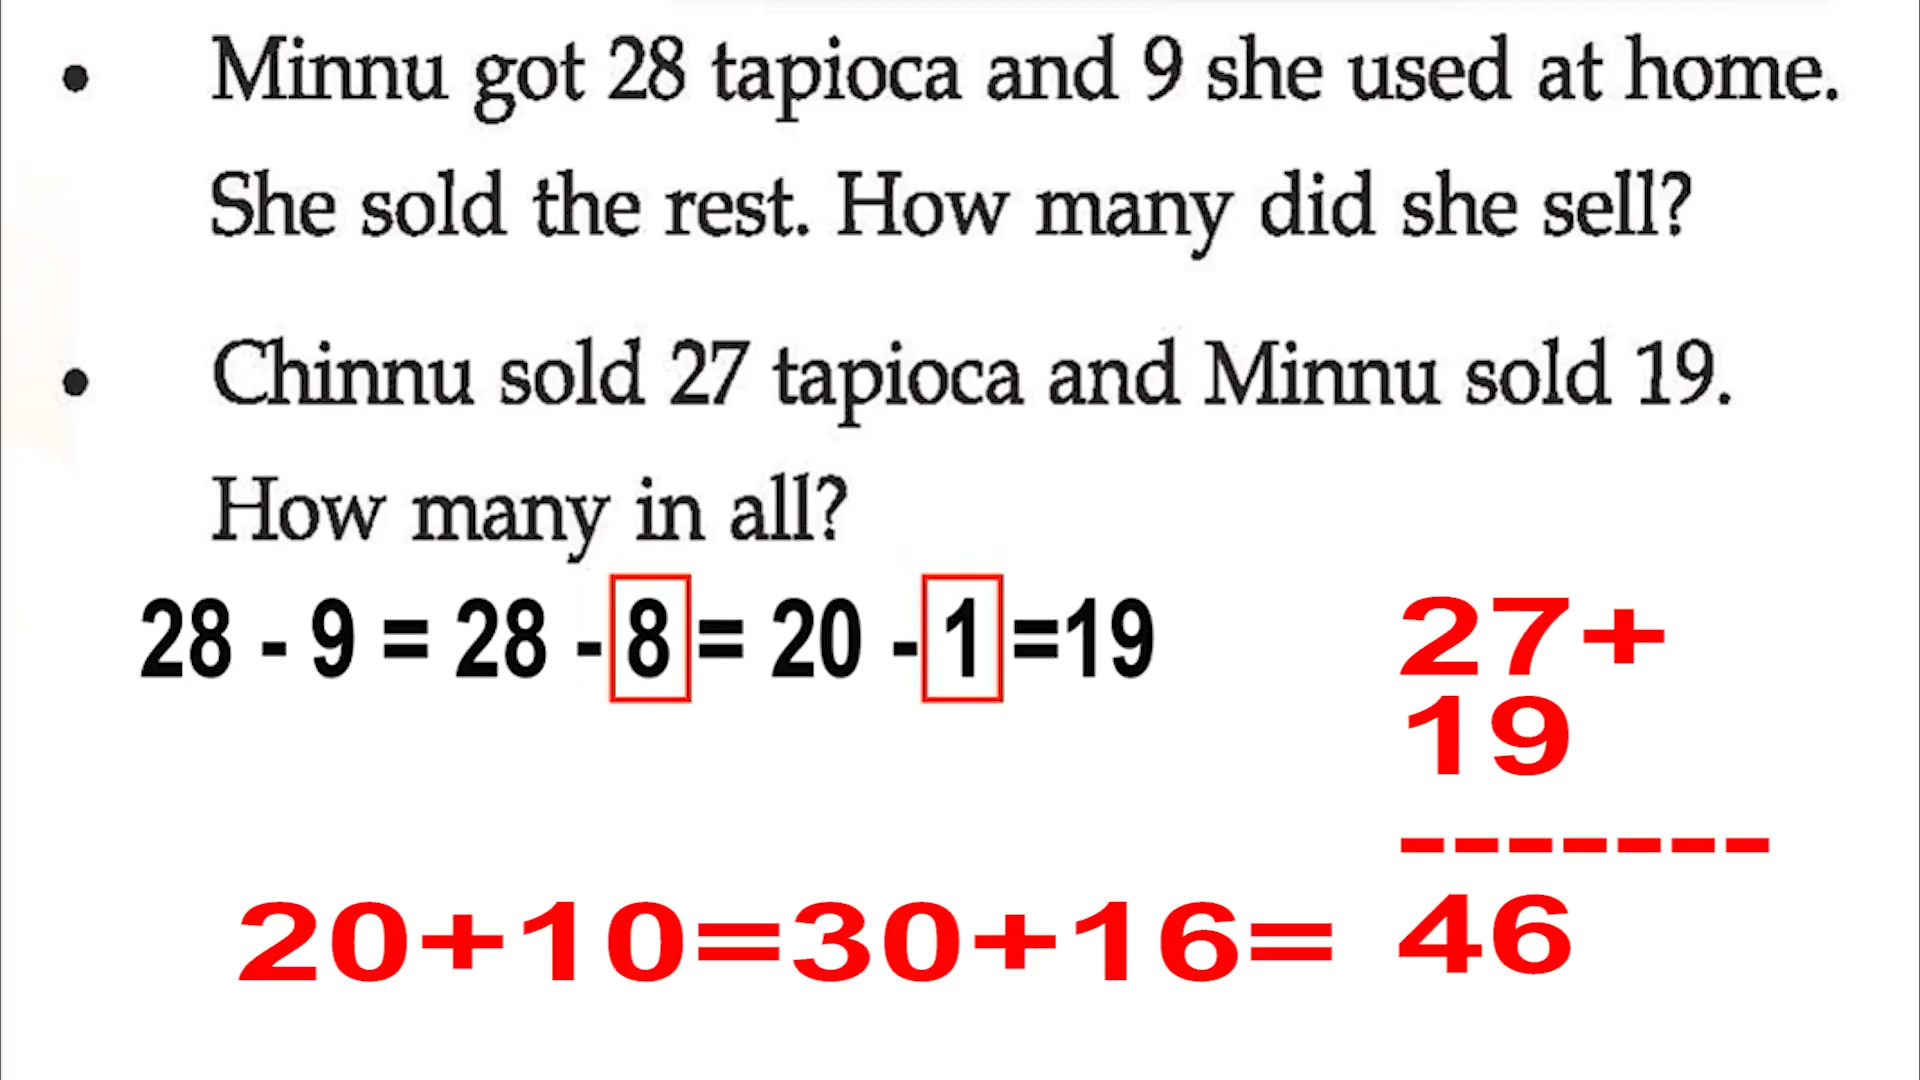 • Minnu got 28 tapioca and 9 she used at home.
She sold the rest. How many did she sell?
• Chinnu sold 27 tapioca and Minnu sold 19.
How many in all?
28 - 9 = 28 - 8 = 20 - 1 =19
27+
19
-------
20+10=30+16= 46